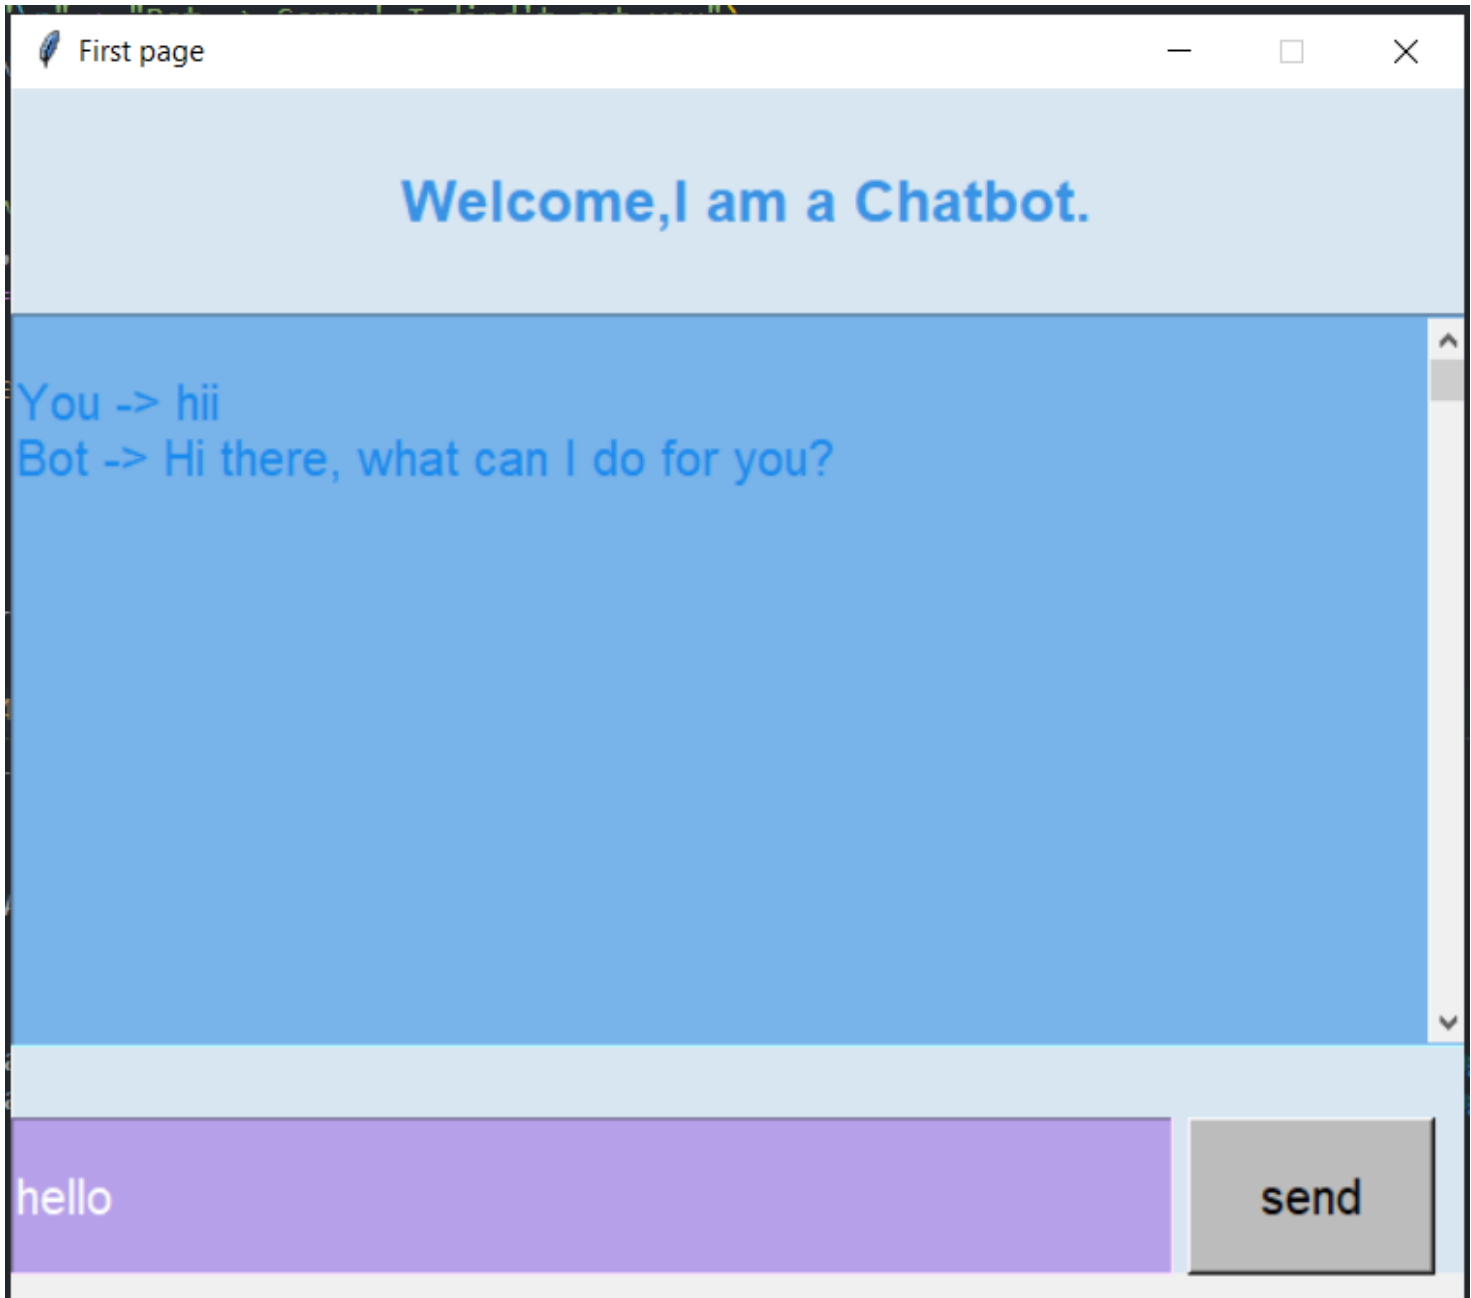 First page
Welcome,I am a Chatbot.
You -> hii
Bot -> Hi there, what can I do for you?
hello
send